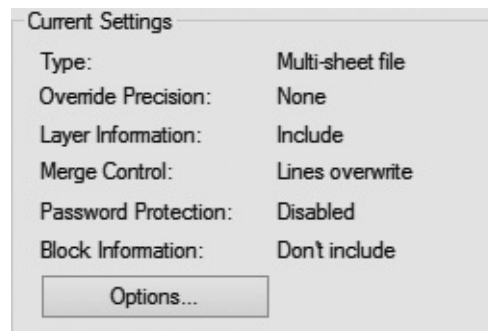 Current Settings
Type: Multi-sheet file
Override Precision: None
Layer Information: Include
Merge Control: Lines overwrite
Password Protection: Disabled
Block Information: Don't include
Options...